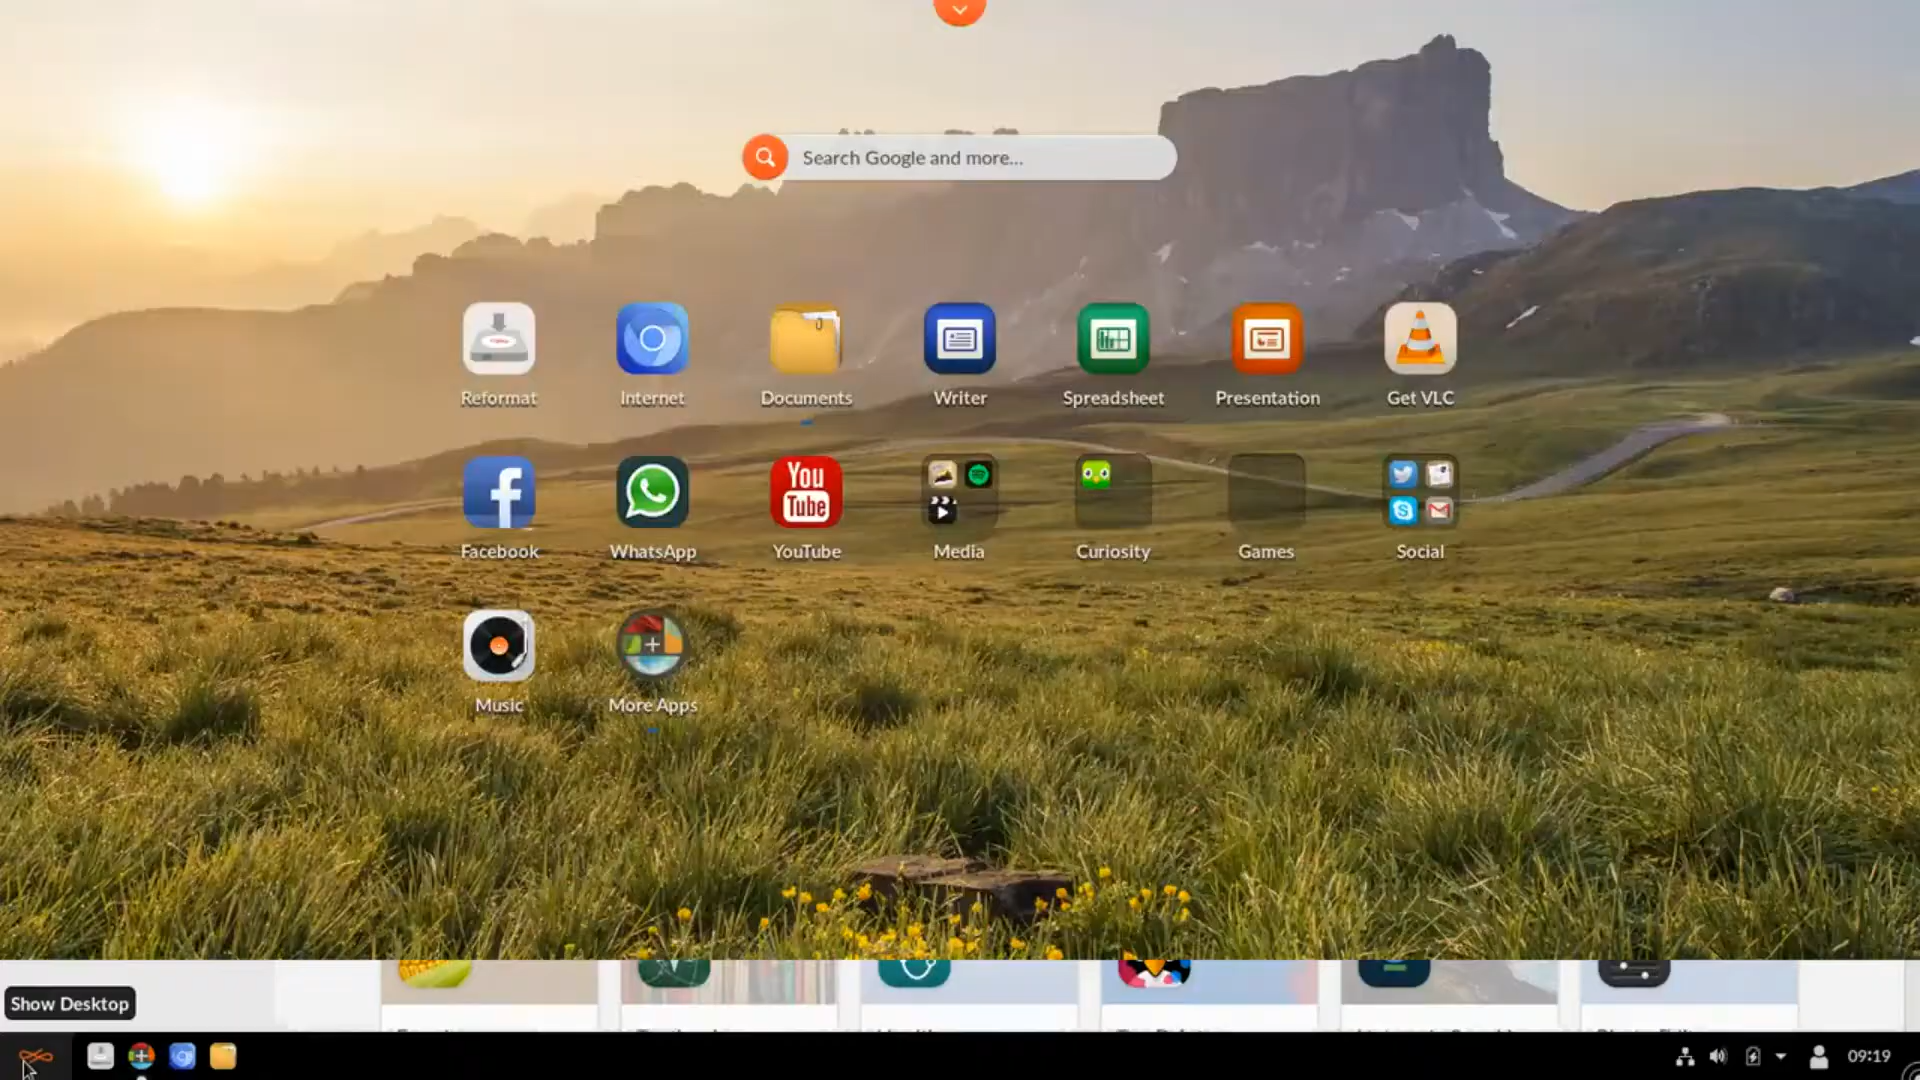 Search Google and more...
Reformat
Internet
Documents
Writer
Spreadsheet
Presentation
Get VLC
Facebook
WhatsApp
You
Tube
YouTube
Media
Curiosity
Games
Social
Music
More Apps
Show Desktop
09:19